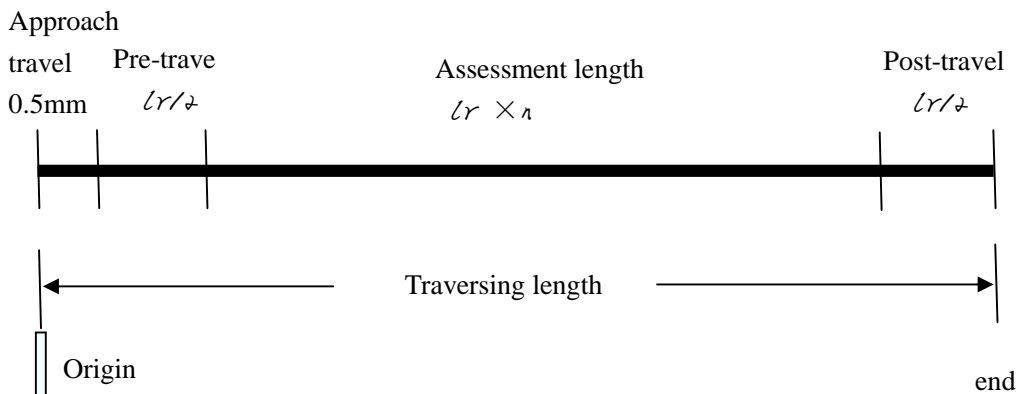 Approach
travel
0.5mm
Pre-trave
lr/2
Assessment length
lr ×n
Post-travel
lr/2
Traversing length
Origin
end